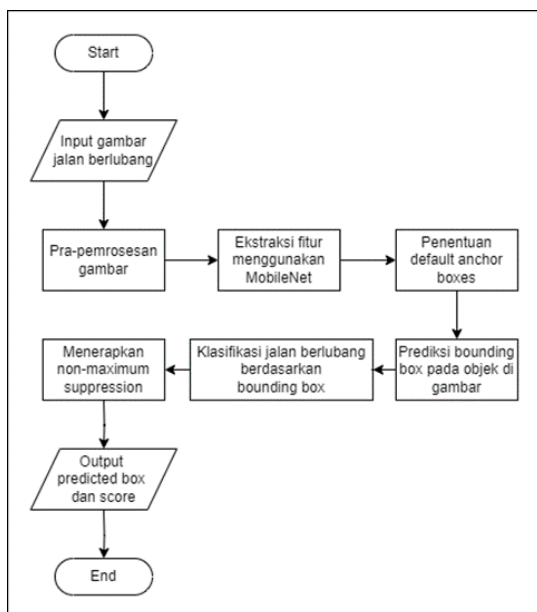 Start
Input gambar
jalan berlubang
Pra-pemrosesan
gambar
Ekstraksi fitur
menggunakan
MobileNet
Penentuan
default anchor
boxes
Prediksi bounding
box pada objek di
gambar
Klasifikasi jalan berlubang
berdasarkan
bounding box
Menerapkan
non-maximum
suppression
Output
predicted box
dan score
End